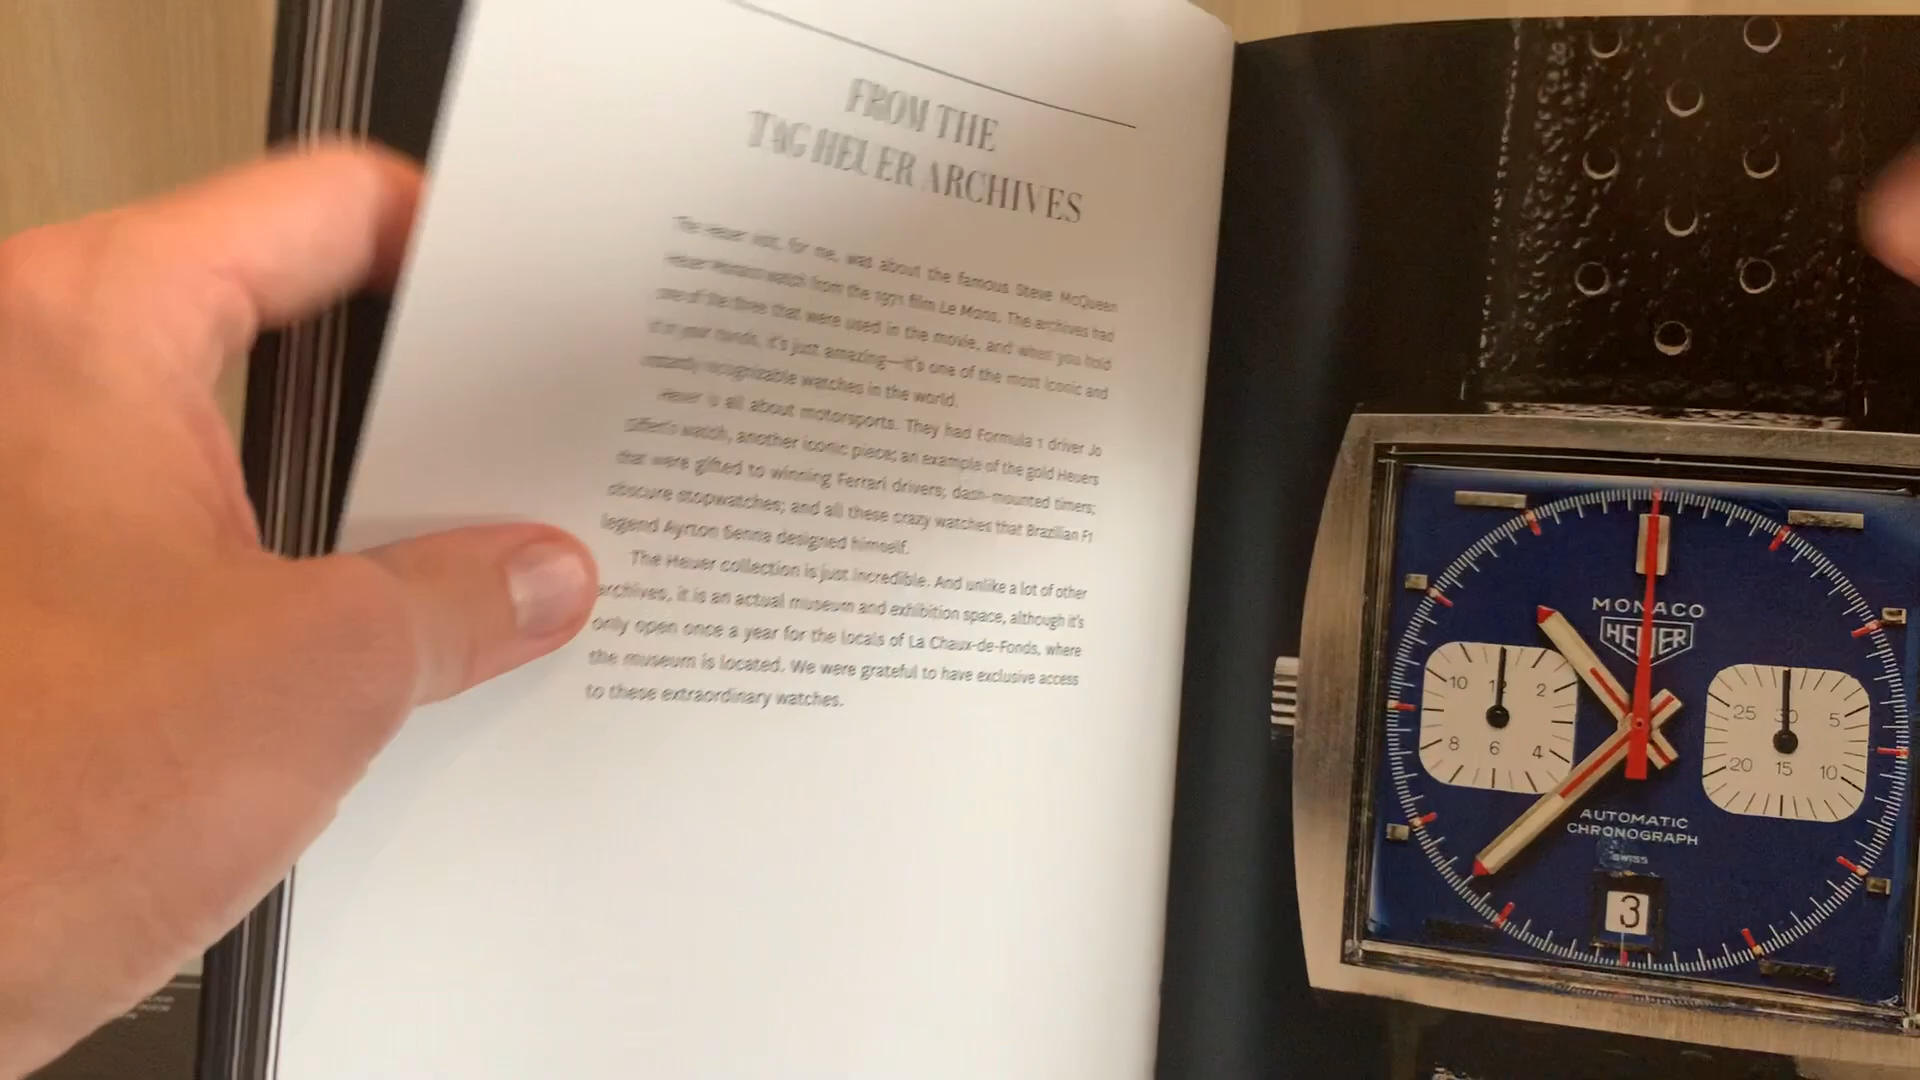 FROM THE
TAG HEUER ARCHIVES
The Heuer visit, for me, was about the famous Steve McQueen
Heuer Monaco watch from the 1971 film Le Mans. The archives had
one of the three that were used in the movie, and when you hold
it in your hands, it's just amazing—it's one of the most iconic and
instantly recognizable watches in the world.
Heuer is all about motorsports. They had Formula 1 driver Jo
Siffert's watch, another iconic piece; an example of the gold Heuers
that were gifted to winning Ferrari drivers; dash-mounted timers;
obscure stopwatches; and all these crazy watches that Brazilian F1
legend Ayrton Senna designed himself.
The Heuer collection is just incredible. And unlike a lot of other
archives, it is an actual museum and exhibition space, although it's
only open once a year for the locals of La Chaux-de-Fonds, where
the museum is located. We were grateful to have exclusive access
to these extraordinary watches.
MONACO
HEUER
10 12 2
8 6 4
25 30 5
20 15 10
AUTOMATIC
CHRONOGRAPH
SWISS
3